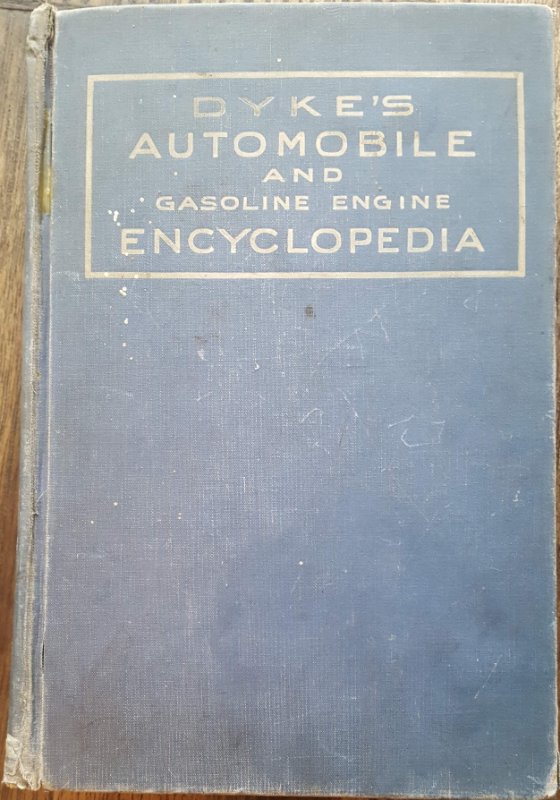 DYKE'S
AUTOMOBILE
AND
GASOLINE ENGINE
ENCYCLOPEDIA